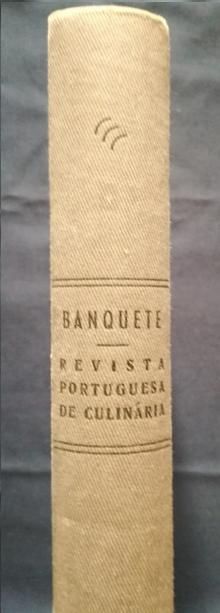 BANQUETE
REVISTA
PORTUGUESA
DE CULINÁRIA